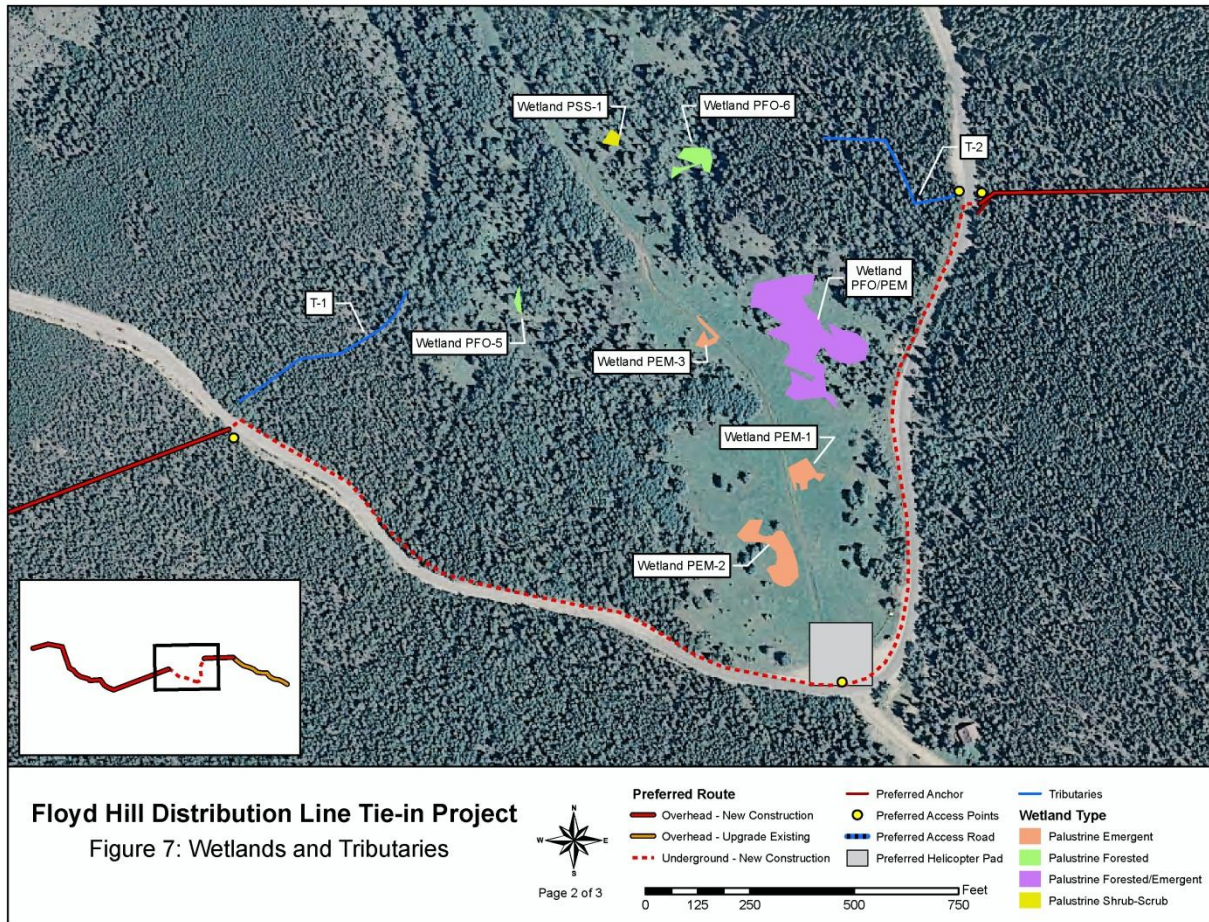 Wetland PSS-1
Wetland PFO-6
T-2
Wetland
PFO/PEM
T-1
Wetland PFO-5
Wetland PEM-3
Wetland PEM-1
Wetland PEM-2
Floyd Hill Distribution Line Tie-in Project
Figure 7: Wetlands and Tributaries
N
W
E
S
Page 2 of 3
Preferred Route
Overhead - New Construction
Overhead - Upgrade Existing
Underground - New Construction
Preferred Anchor
Preferred Access Points
Preferred Access Road
Preferred Helicopter Pad
Tributaries
Wetland Type
Palustrine Emergent
Palustrine Forested
Palustrine Forested/Emergent
Palustrine Shrub-Scrub
Feet
0 125 250 500 750